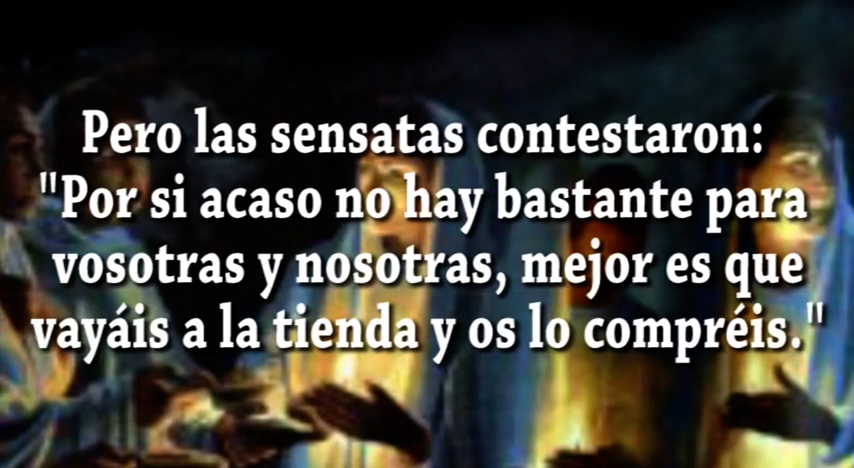 Pero las sensatas contestaron:
"Por si acaso no hay bastante para
vosotras y nosotras, mejor es que
vayáis a la tienda y os lo compréis."